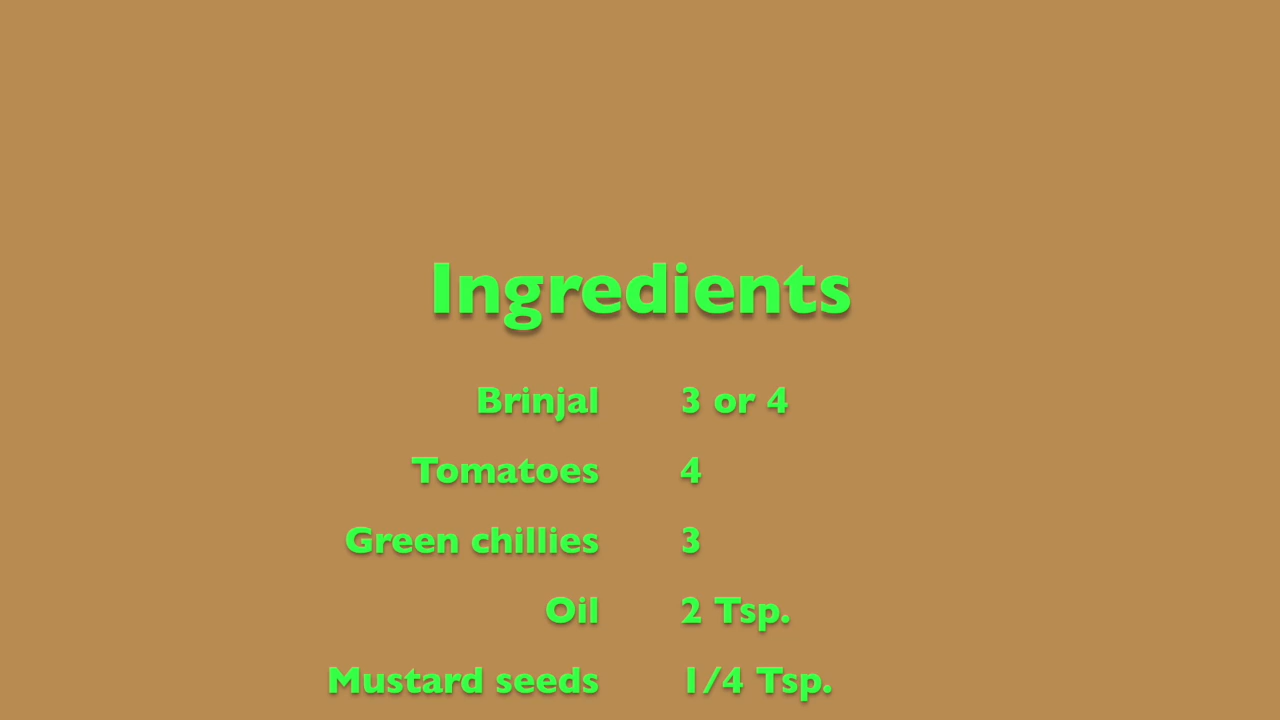 Ingredients
Brinjal 3 or 4
Tomatoes 4
Green chillies 3
Oil 2 Tsp.
Mustard seeds 1/4 Tsp.